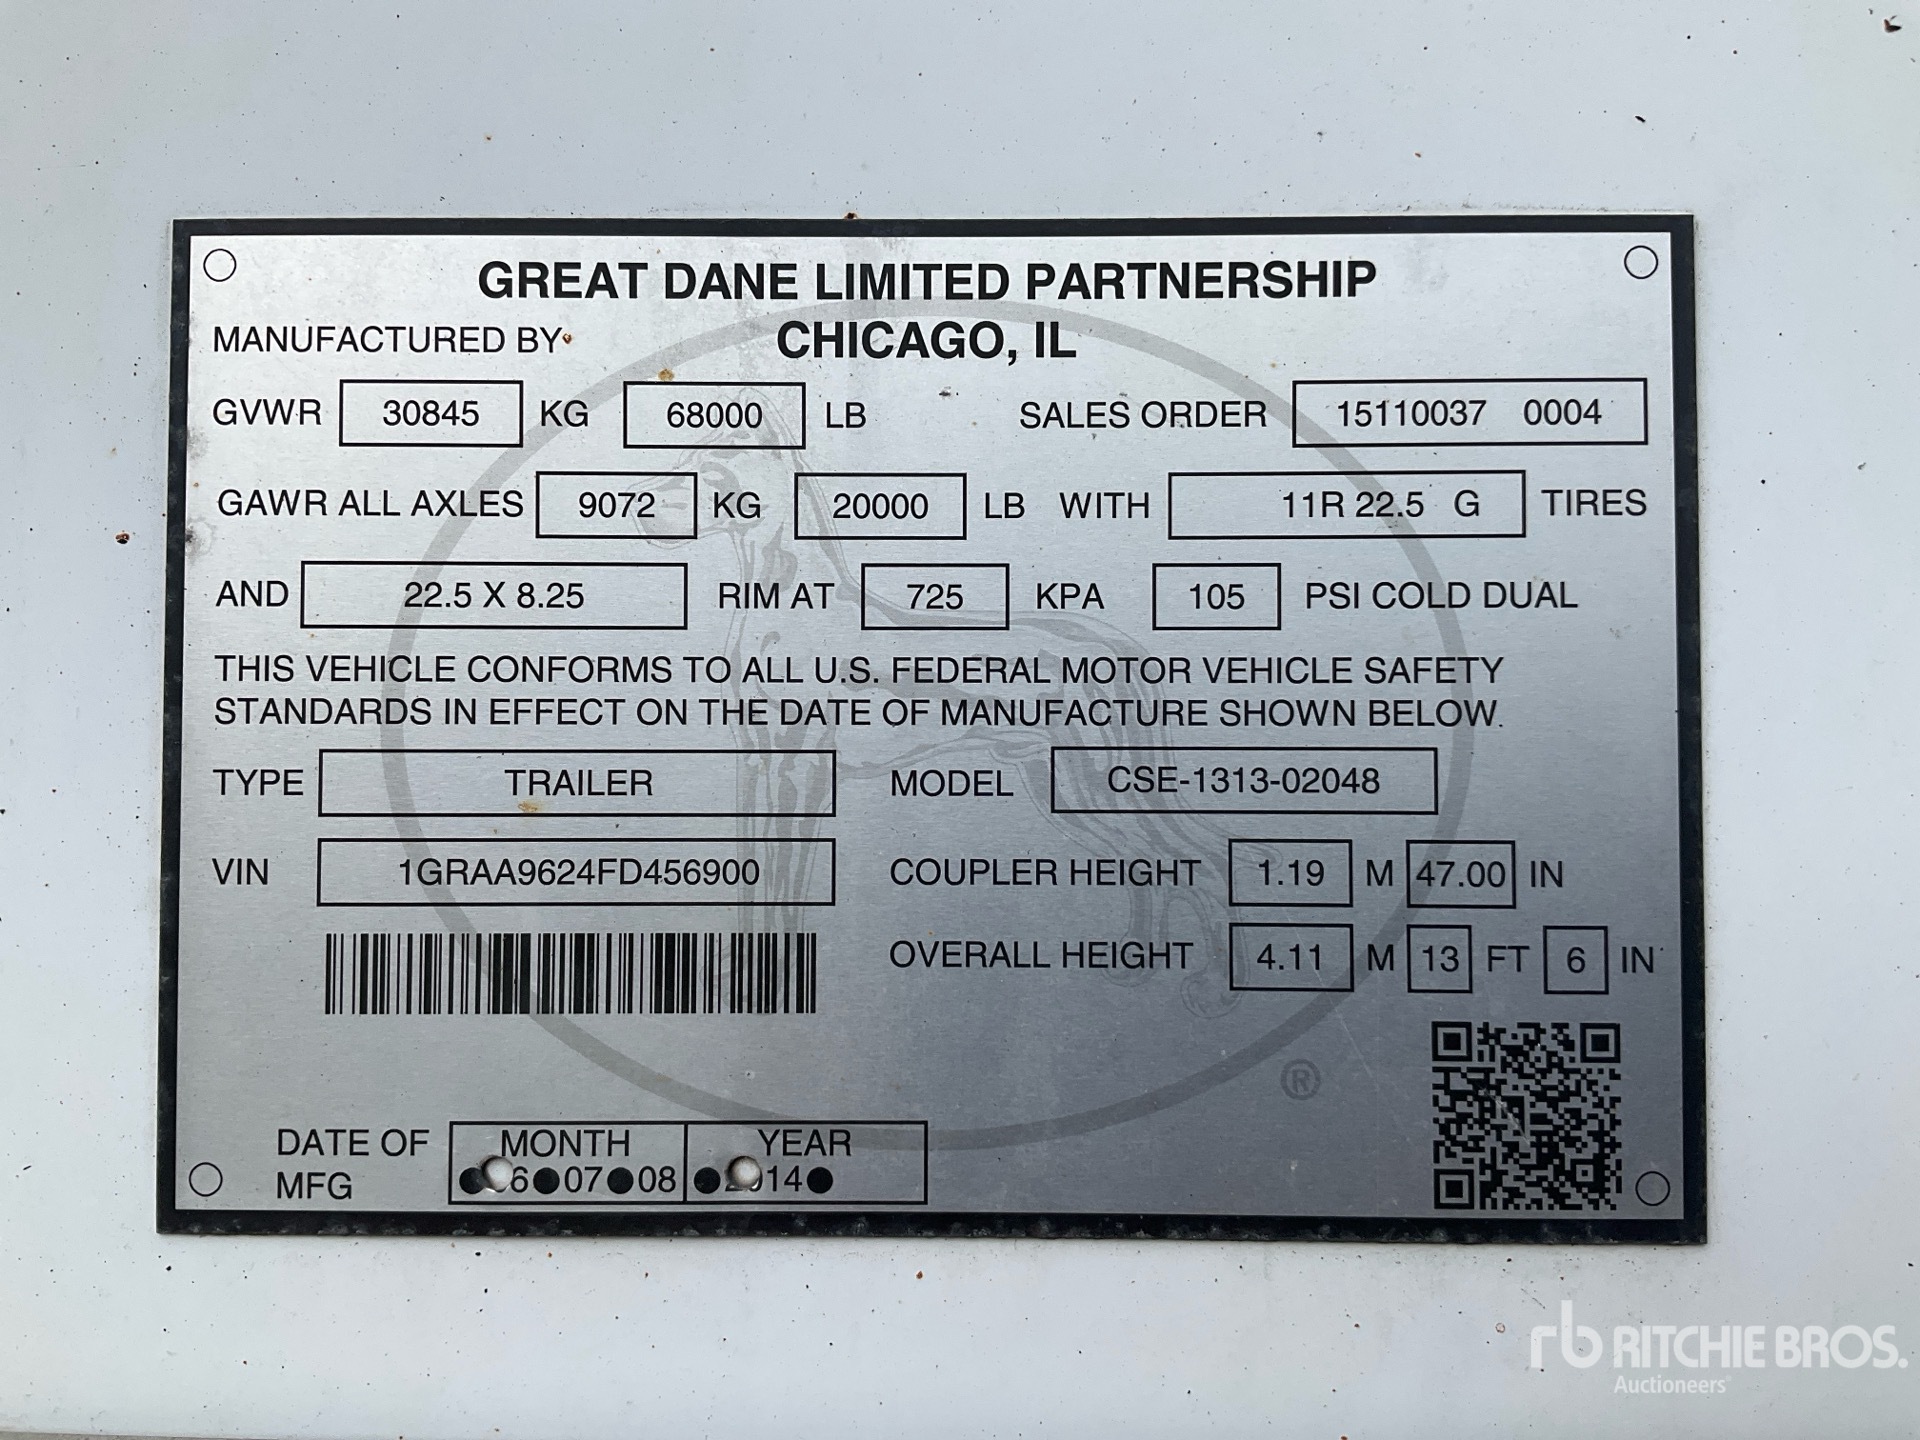 GREAT DANE LIMITED PARTNERSHIP
MANUFACTURED BY CHICAGO, IL
GVWR 30845 KG 68000 LB SALES ORDER 15110037 0004
GAWR ALL AXLES 9072 KG 20000 LB WITH 11R 22.5 G TIRES
AND 22.5 X 8.25 RIM AT 725 KPA 105 PSI COLD DUAL
THIS VEHICLE CONFORMS TO ALL U.S. FEDERAL MOTOR VEHICLE SAFETY
STANDARDS IN EFFECT ON THE DATE OF MANUFACTURE SHOWN BELOW.
TYPE TRAILER MODEL CSE-1313-02048
VIN 1GRAA9624FD456900 COUPLER HEIGHT 1.19 M 47.00 IN
OVERALL HEIGHT 4.11 M 13 FT 6 IN
®
DATE OF MFG
MONTH YEAR
6●07●08 14●
rb RITCHIE BROS.
Auctioneers